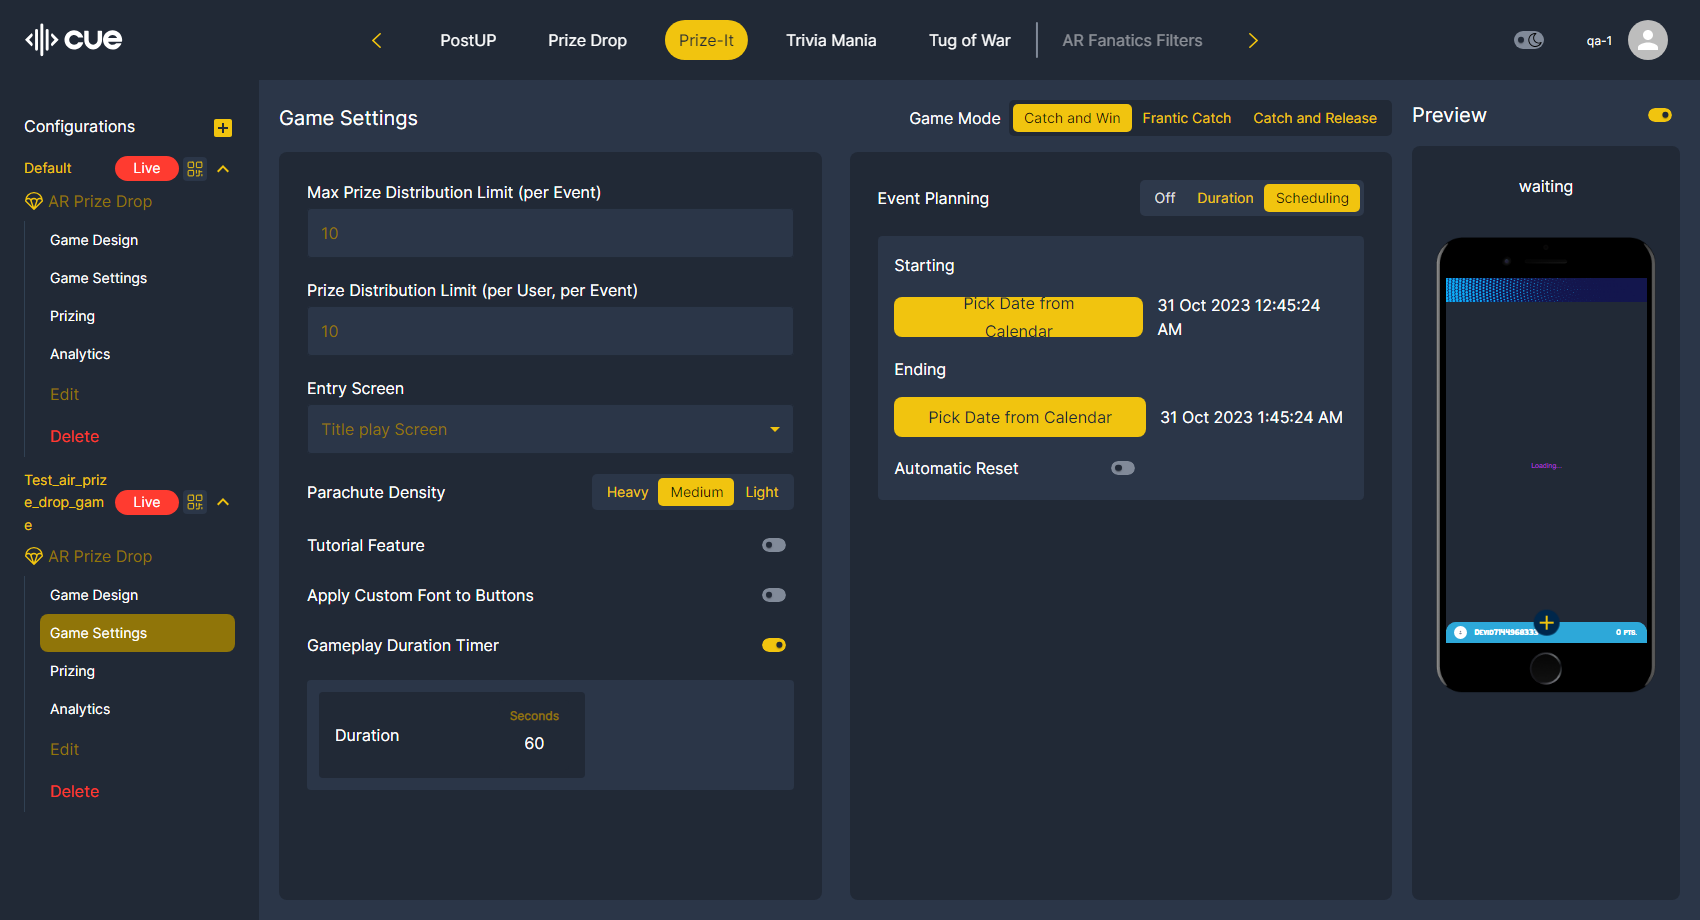 cue
PostUP
Prize Drop
Prize-It
Trivia Mania
Tug of War
AR Fanatics Filters
qa-1
Configurations
Default
Live
AR Prize Drop
Game Design
Game Settings
Prizing
Analytics
Edit
Delete
Test_air_priz
e_drop_gam
e
Live
AR Prize Drop
Game Design
Game Settings
Prizing
Analytics
Edit
Delete
Game Settings
Max Prize Distribution Limit (per Event)
10
Prize Distribution Limit (per User, per Event)
10
Entry Screen
Title play Screen
Parachute Density
Heavy
Medium
Light
Tutorial Feature
Apply Custom Font to Buttons
Gameplay Duration Timer
Duration
Seconds
60
Game Mode
Catch and Win
Frantic Catch
Catch and Release
Event Planning
Off
Duration
Scheduling
Starting
Pick Date from
Calendar
31 Oct 2023 12:45:24
AM
Ending
Pick Date from Calendar
31 Oct 2023 1:45:24 AM
Automatic Reset
Preview
waiting
Loading...
0 PTS.